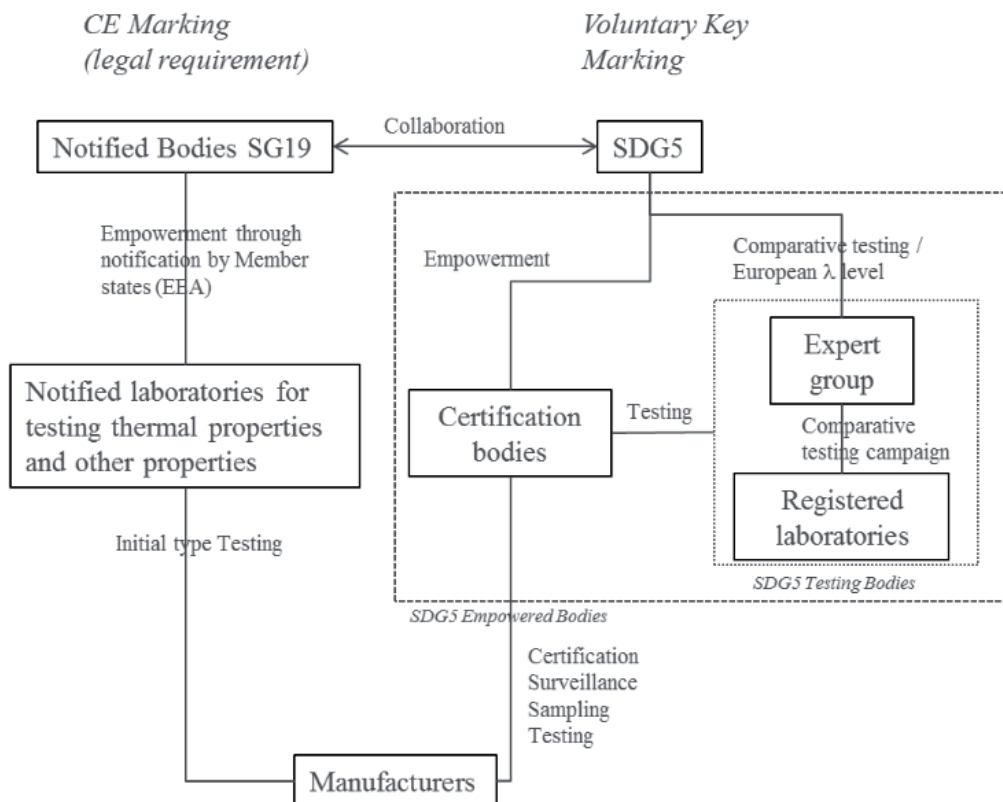 CE Marking
(legal requirement)
Voluntary Key
Marking
Notified Bodies SG19
Collaboration
SDG5
Empowerment through
notification by Member
states (EEA)
Empowerment
Comparative testing /
European λ level
Expert
group
Notified laboratories for
testing thermal properties
and other properties
Certification
bodies
Testing
Comparative
testing campaign
Registered
laboratories
Initial type Testing
SDG5 Testing Bodies
SDG5 Empowered Bodies
Certification
Surveillance
Sampling
Testing
Manufacturers